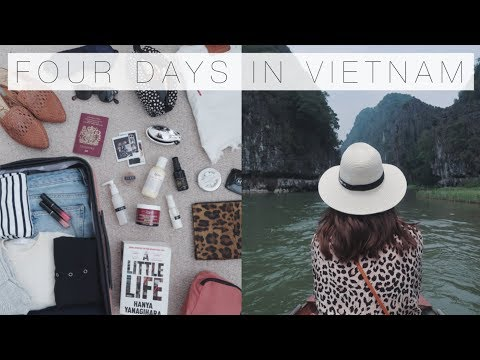 FOUR DAYS IN VIETNAM
A
LITTLE
LIFE
HANYA
YANAGIHARA